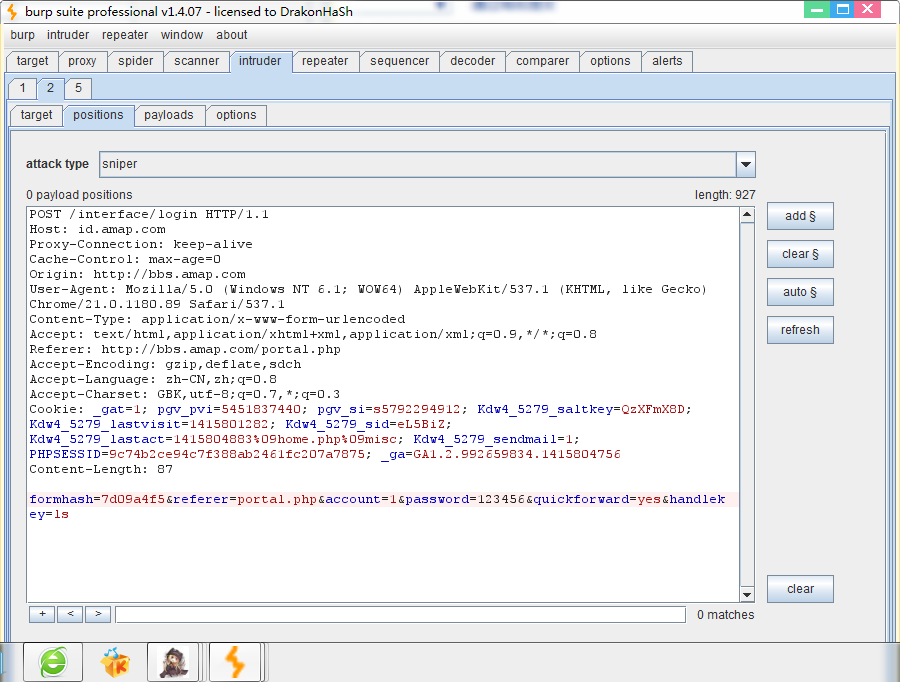 burp suite professional v1.4.07 - licensed to DrakonHaSh
burp intruder repeater window about
target proxy spider scanner intruder repeater sequencer decoder comparer options alerts
1 2 5
target positions payloads options
attack type sniper
0 payload positions length: 927
POST /interface/login HTTP/1.1
Host: id.amap.com
Proxy-Connection: keep-alive
Cache-Control: max-age=0
Origin: http://bbs.amap.com
User-Agent: Mozilla/5.0 (Windows NT 6.1; WOW64) AppleWebKit/537.1 (KHTML, like Gecko)
Chrome/21.0.1180.89 Safari/537.1
Content-Type: application/x-www-form-urlencoded
Accept: text/html,application/xhtml+xml,application/xml;q=0.9,*/*;q=0.8
Referer: http://bbs.amap.com/portal.php
Accept-Encoding: gzip,deflate,sdch
Accept-Language: zh-CN,zh;q=0.8
Accept-Charset: GBK,utf-8;q=0.7,*;q=0.3
Cookie: _gat=1; pgv_pvi=5451837440; pgv_si=s5792294912; Kdw4_5279_saltkey=QzXFmX8D;
Kdw4_5279_lastvisit=1415801282; Kdw4_5279_sid=eL5BiZ;
Kdw4_5279_lastact=1415804883%09home.php%09misc; Kdw4_5279_sendmail=1;
PHPSESSID=9c74b2ce94c7f388ab2461fc207a7875; _ga=GA1.2.992659834.1415804756
Content-Length: 87
formhash=7d09a4f5&referer=portal.php&account=1&password=123456&quickforward=yes&handlek
ey=ls
add §
clear §
auto §
refresh
clear
+ < > 0 matches